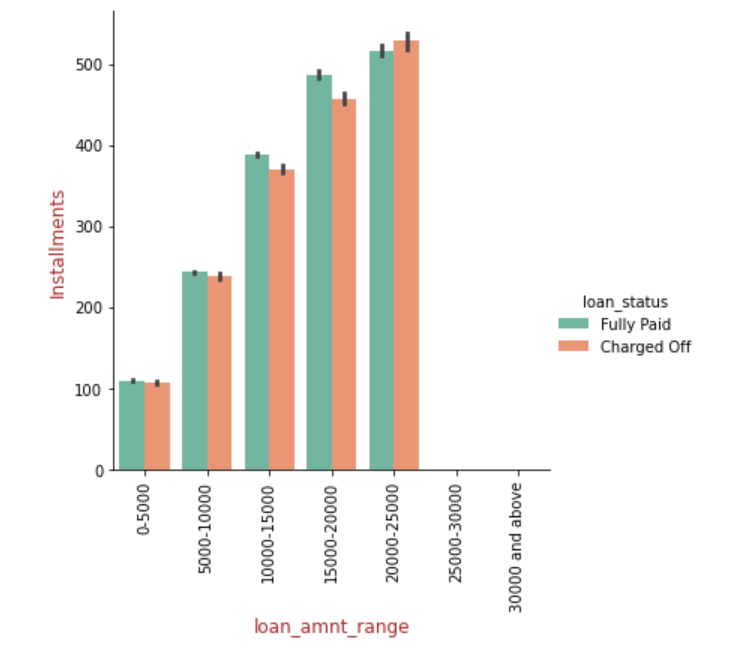 500
400
300
200
100
0
Installments
0-5000
5000-10000
10000-15000
15000-20000
20000-25000
25000-30000
30000 and above
loan_amnt_range
loan_status
Fully Paid
Charged Off